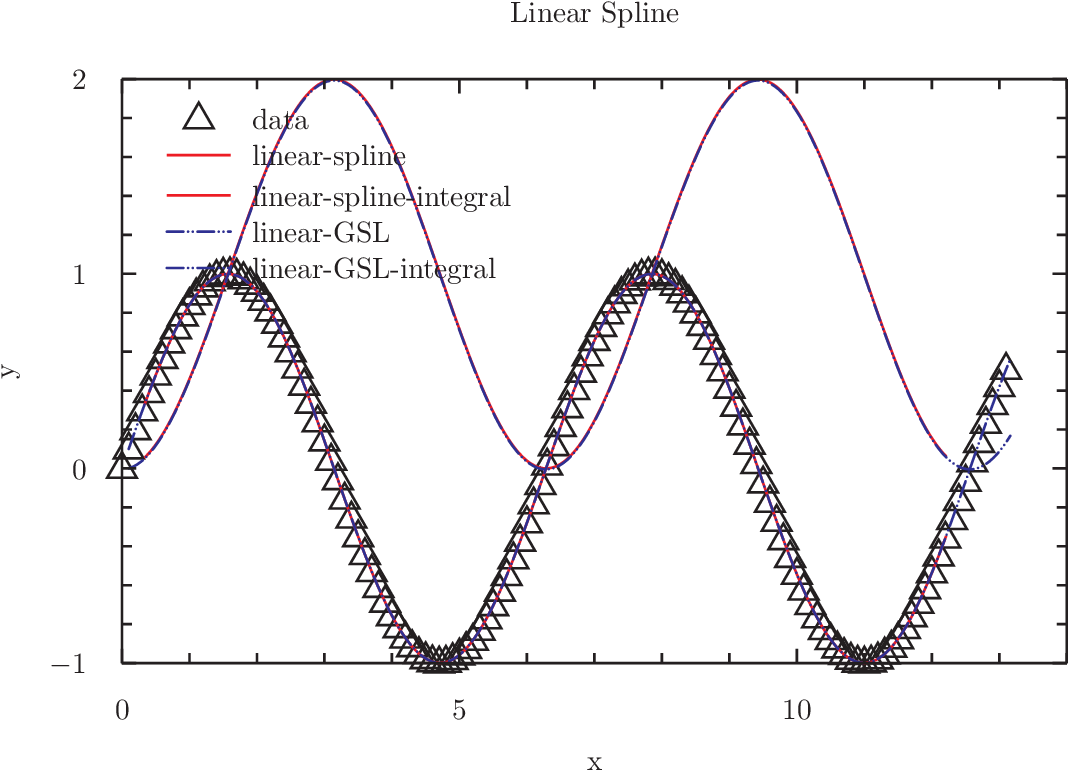 Linear Spline
2
data
linear-spline
linear-spline-integral
linear-GSL
linear-GSL-integral
1
y
0
−1
0 5 10
x